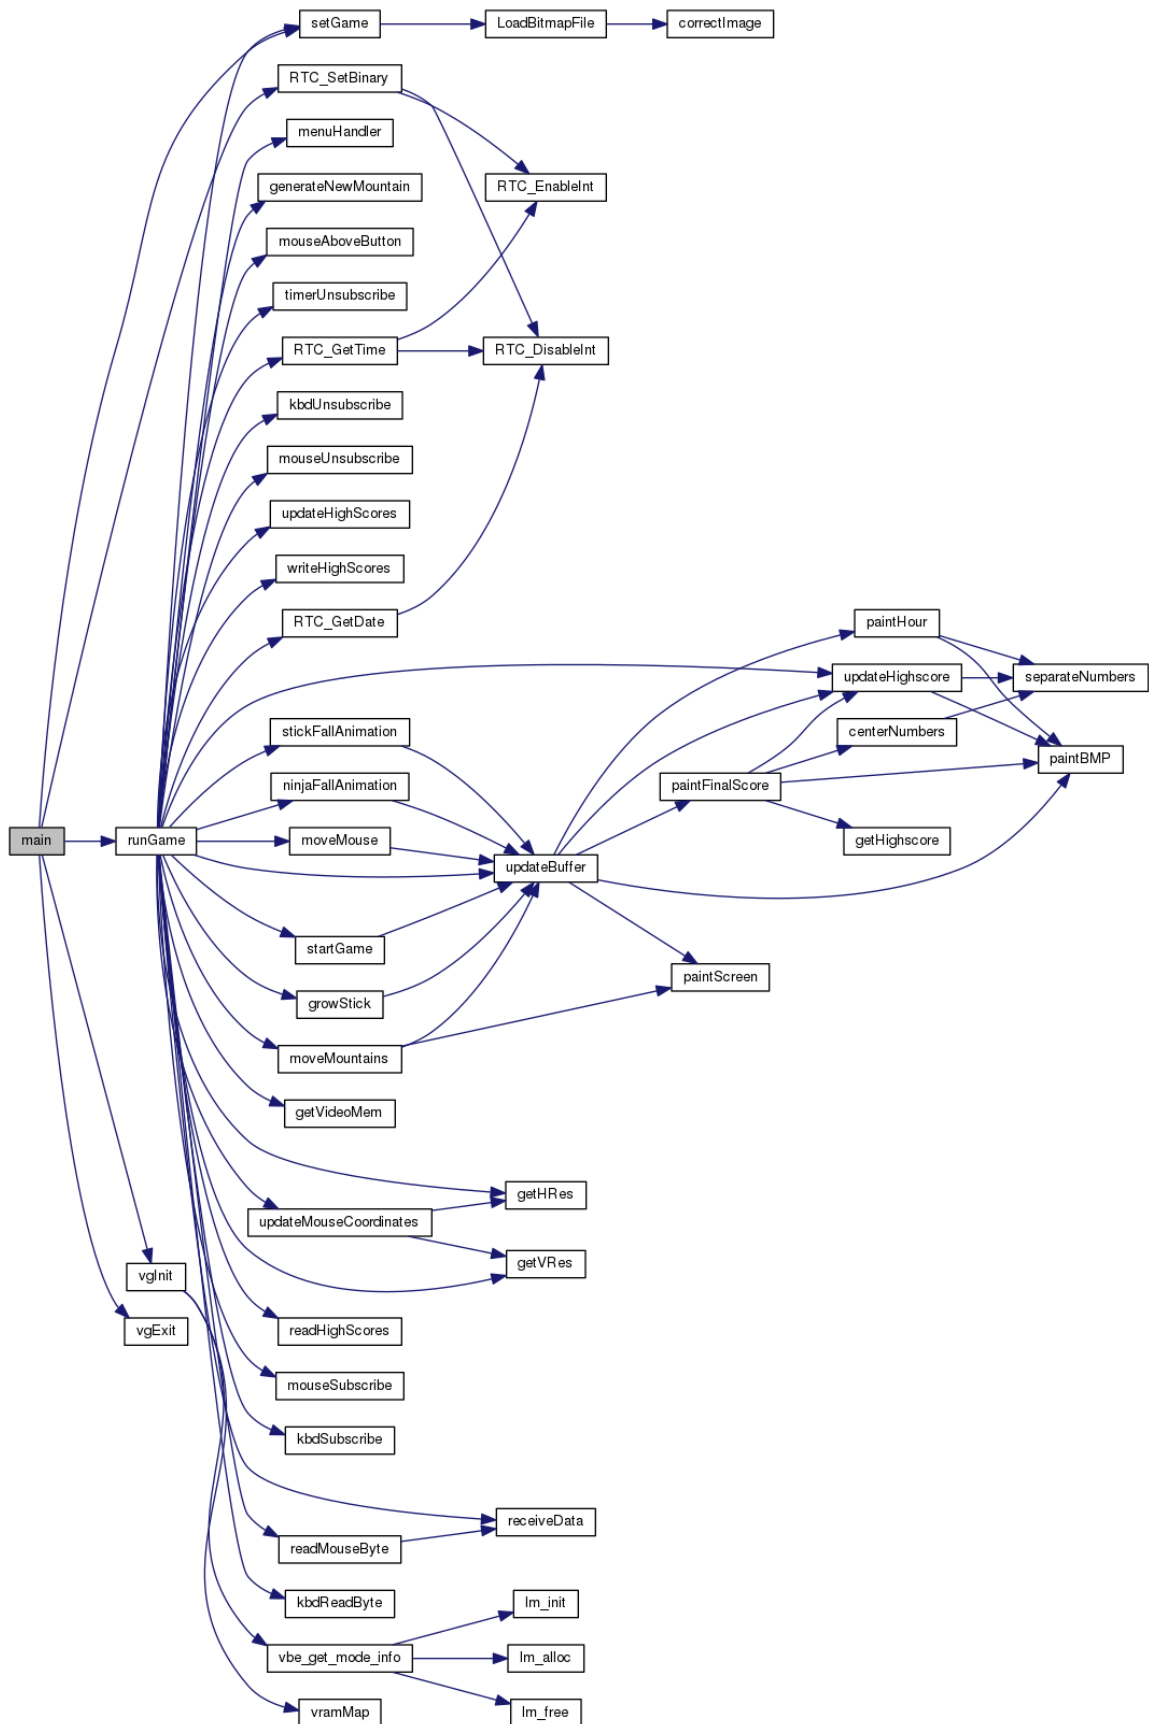 setGame
LoadBitmapFile
correctImage
RTC_SetBinary
menuHandler
generateNewMountain
RTC_EnableInt
mouseAboveButton
timerUnsubscribe
RTC_GetTime
RTC_DisableInt
kbdUnsubscribe
mouseUnsubscribe
updateHighScores
writeHighScores
RTC_GetDate
paintHour
updateHighscore
separateNumbers
stickFallAnimation
centerNumbers
paintBMP
ninjaFallAnimation
paintFinalScore
main
runGame
moveMouse
getHighscore
updateBuffer
startGame
paintScreen
growStick
moveMountains
getVideoMem
getHRes
updateMouseCoordinates
getVRes
vgInit
vgExit
readHighScores
mouseSubscribe
kbdSubscribe
receiveData
readMouseByte
kbdReadByte
lm_init
vbe_get_mode_info
lm_alloc
vramMap
lm_free